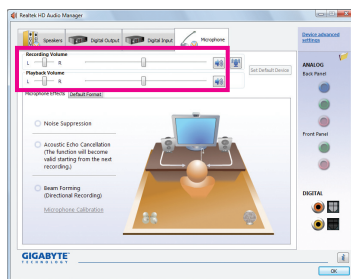 Realtek HD Audio Manager
Speakers
Digital Output
Digital Input
Microphone
Device advanced
settings
Recording Volume
L
R
Playback Volume
L
R
Set Default Device
ANALOG
Back Panel
Microphone Effects
Default Format
Noise Suppression
Acoustic Echo Cancellation
(The function will become
valid starting from the next
recording.)
Front Panel
Beam Forming
(Directional Recording)
Microphone Calibration
DIGITAL
GIGABYTE
TECHNOLOGY
OK